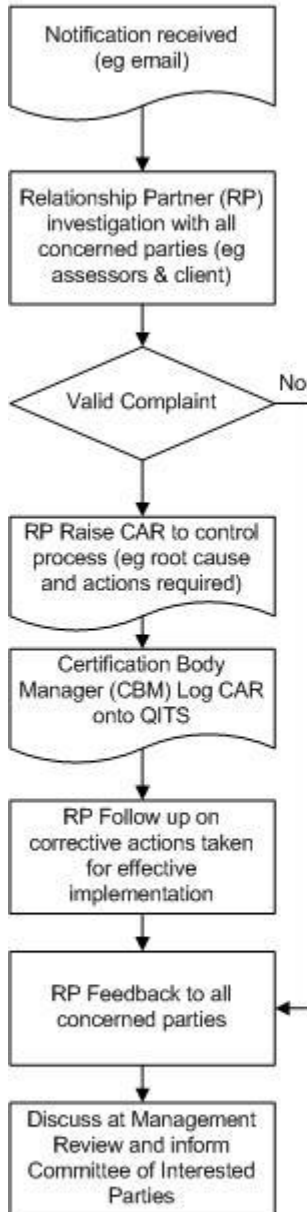 Notification received
(eg email)
Relationship Partner (RP)
investigation with all
concerned parties (eg
assessors & client)
Valid Complaint
No
RP Raise CAR to control
process (eg root cause
and actions required)
Certification Body
Manager (CBM) Log CAR
onto QITS
RP Follow up on
corrective actions taken
for effective
implementation
RP Feedback to all
concerned parties
Discuss at Management
Review and inform
Committee of Interested
Parties